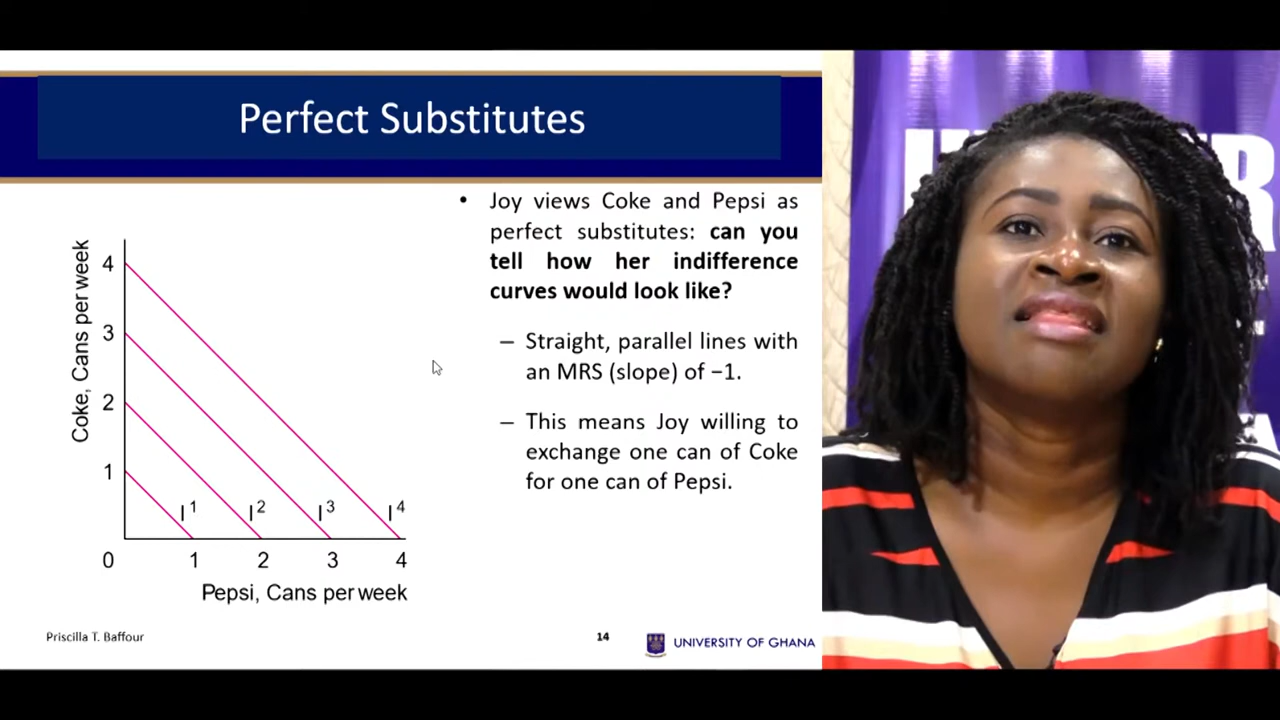 Perfect Substitutes
• Joy views Coke and Pepsi as
perfect substitutes: can you
tell how her indifference
curves would look like?
– Straight, parallel lines with
an MRS (slope) of −1.
– This means Joy willing to
exchange one can of Coke
for one can of Pepsi.
Coke, Cans per week
4
3
2
1
I1 I2 I3 I4
0 1 2 3 4
Pepsi, Cans per week
Priscilla T. Baffour
14
UNIVERSITY OF GHANA